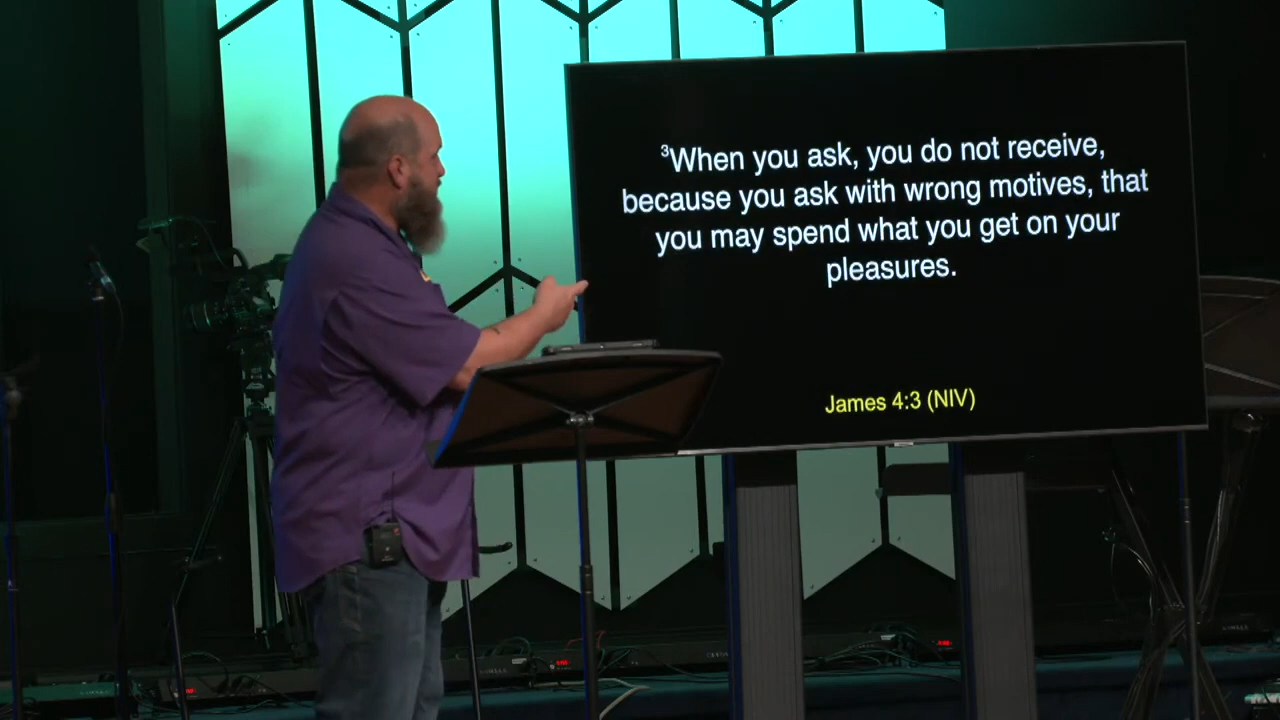 ³When you ask, you do not receive,
because you ask with wrong motives, that
you may spend what you get on your
pleasures.
James 4:3 (NIV)